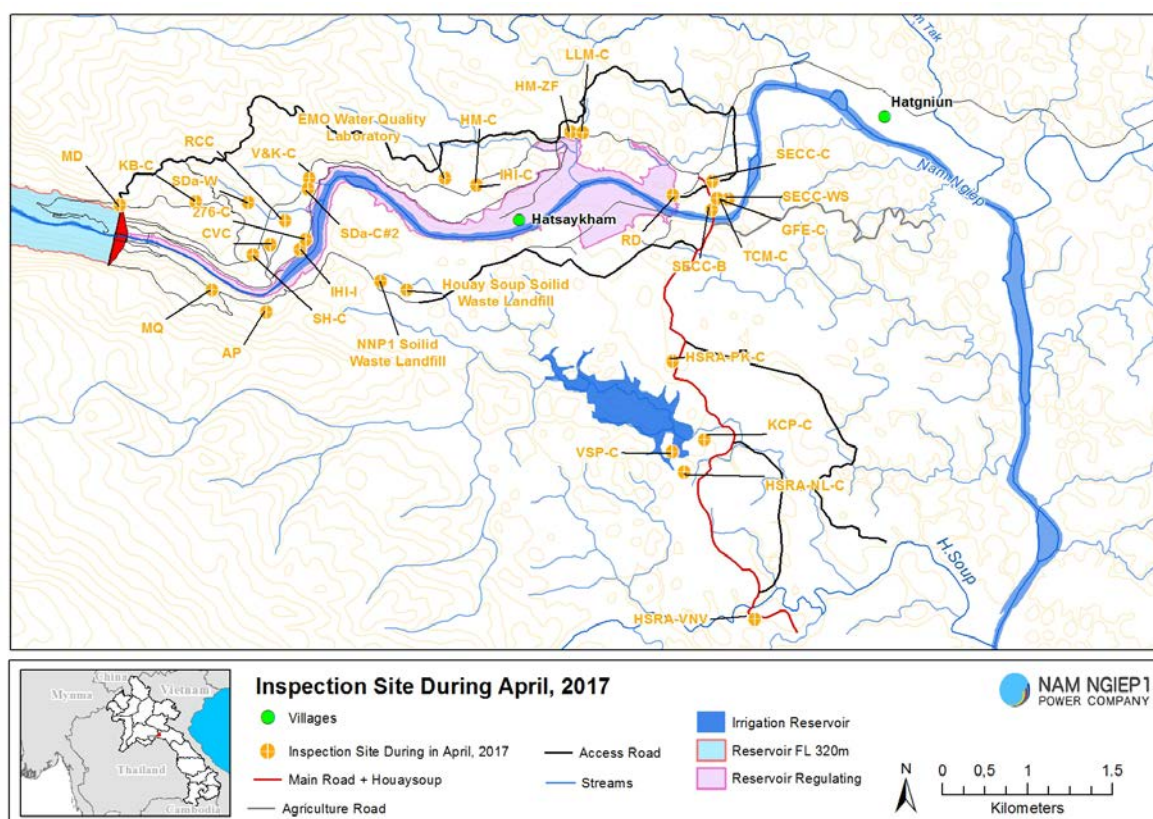 m Tak
LLM-C
HM-ZF
Hatgniun
EMO Water Quality
Laboratory
HM-C
RCC
V&K-C
SECC-C
MD
KB-C
IHI-C
Nam Ngiep
SDa-W
SECC-WS
276-C
Hatsaykham
GFE-C
CVC
SDa-C#2
RD
TCM-C
SECC-B
IHI-I
Houay Soup Soilid
Waste Landfill
MQ
SH-C
NNP1 Soilid
Waste Landfill
AP
HSRA-PK-C
KCP-C
VSP-C
HSRA-NL-C
H.Soup
HSRA-VNV
China
Mynma
Vietnam
Thailand
Cambodia
Inspection Site During April, 2017
Villages
Inspection Site During in April, 2017
Main Road + Houaysoup
Agriculture Road
Access Road
Streams
Irrigation Reservoir
Reservoir FL 320m
Reservoir Regulating
NAM NGIEP 1
POWER COMPANY
N
0 0,5 1 1.5
Kilometers